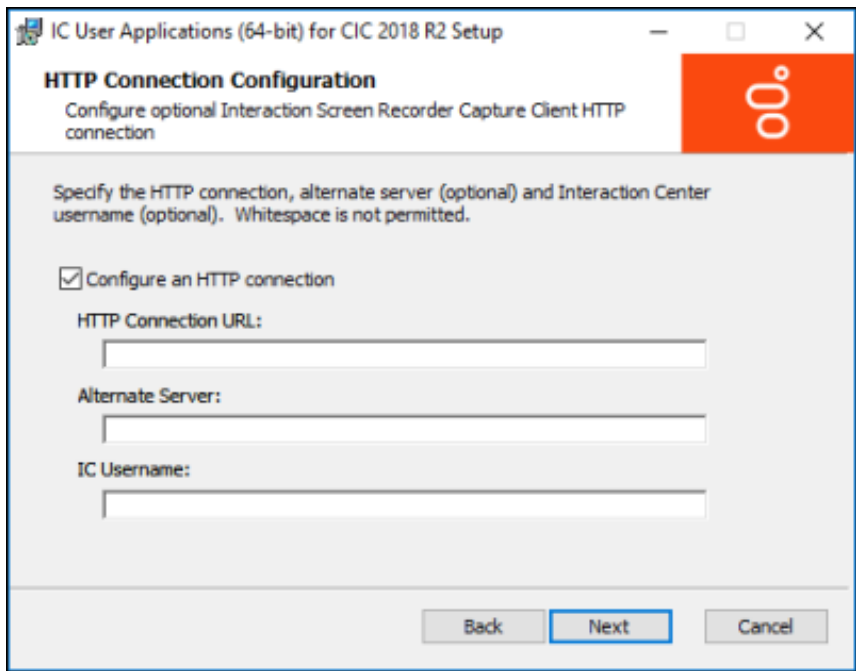 IC User Applications (64-bit) for CIC 2018 R2 Setup
HTTP Connection Configuration
Configure optional Interaction Screen Recorder Capture Client HTTP
connection
Specify the HTTP connection, alternate server (optional) and Interaction Center
username (optional).  Whitespace is not permitted.
Configure an HTTP connection
HTTP Connection URL:
Alternate Server:
IC Username:
Back Next Cancel